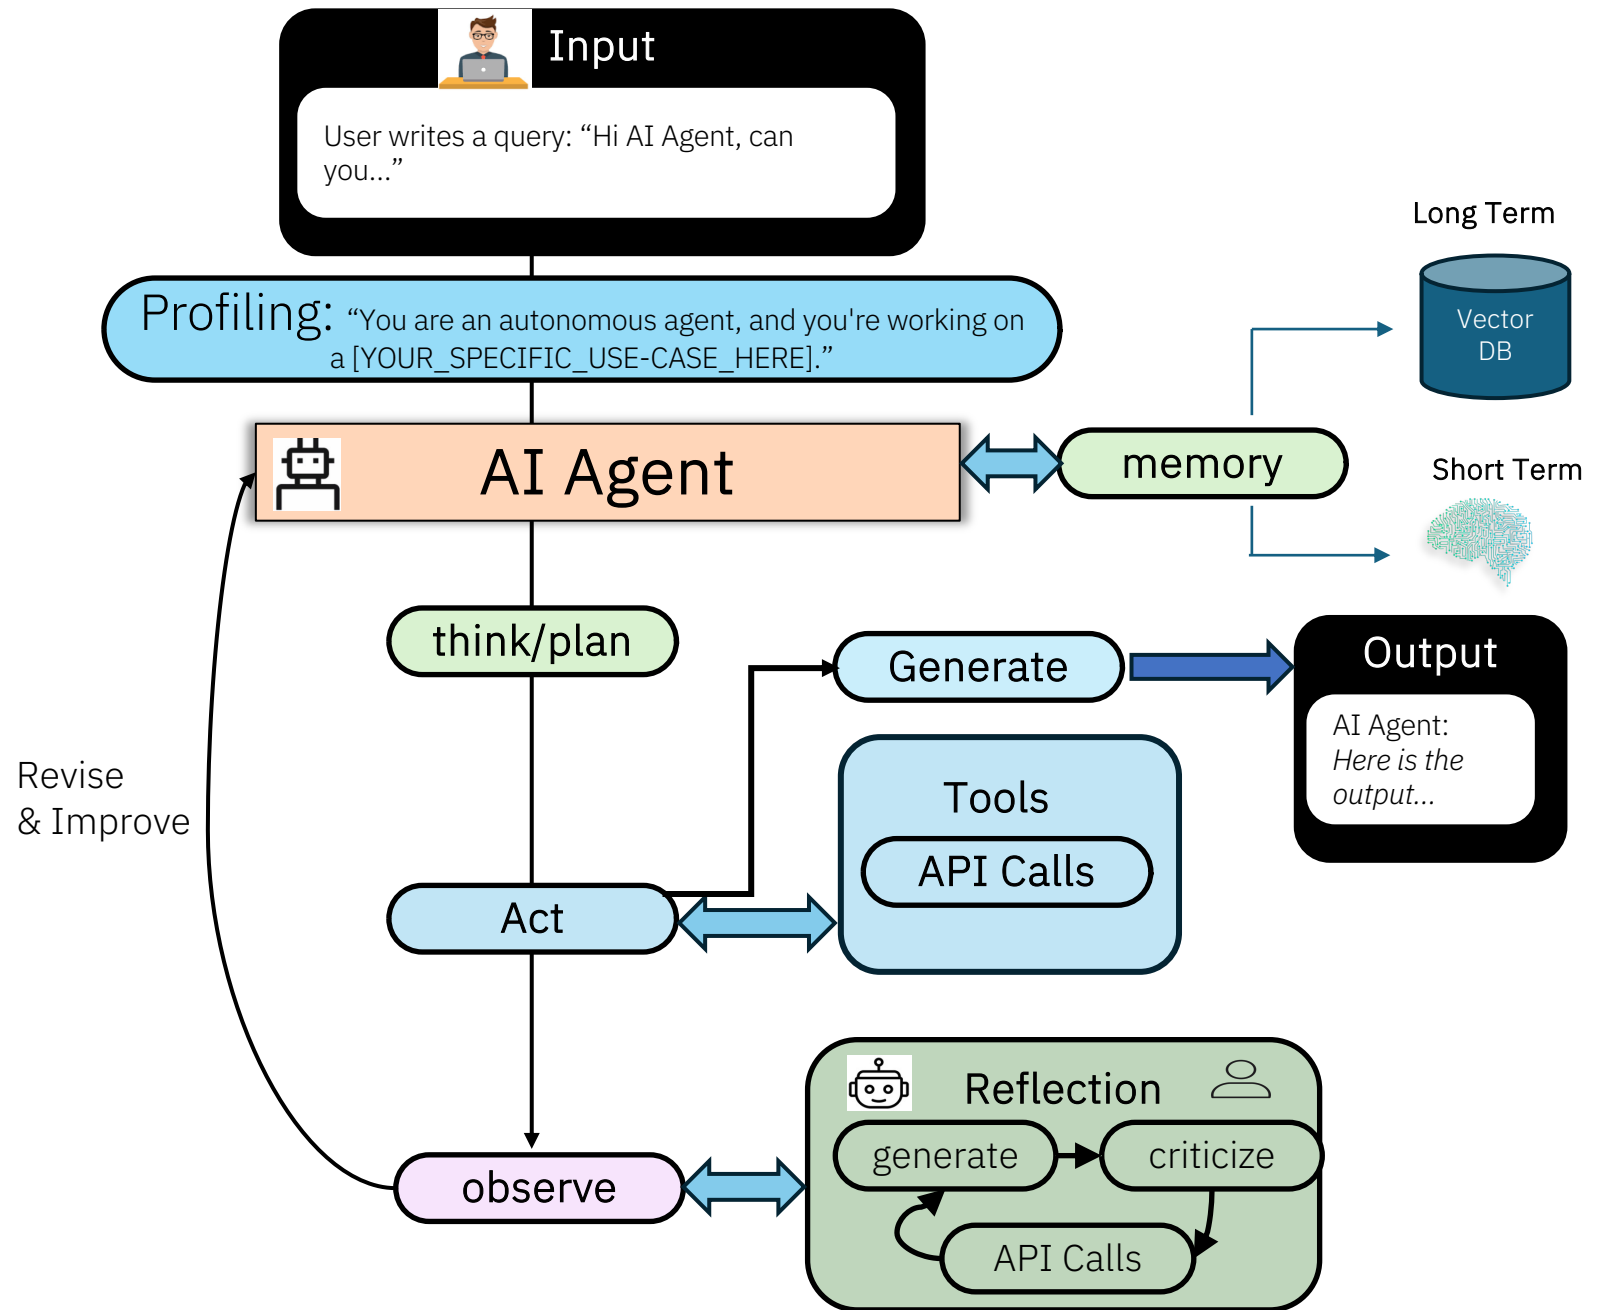 Input
User writes a query: “Hi AI Agent, can
you...”
Profiling: “You are an autonomous agent, and you're working on
a [YOUR_SPECIFIC_USE-CASE_HERE].”
Long Term
Vector
DB
AI Agent
memory
Short Term
think/plan
Generate
Output
AI Agent:
Here is the
output...
Revise
& Improve
Tools
API Calls
Act
Reflection
generate
criticize
observe
API Calls